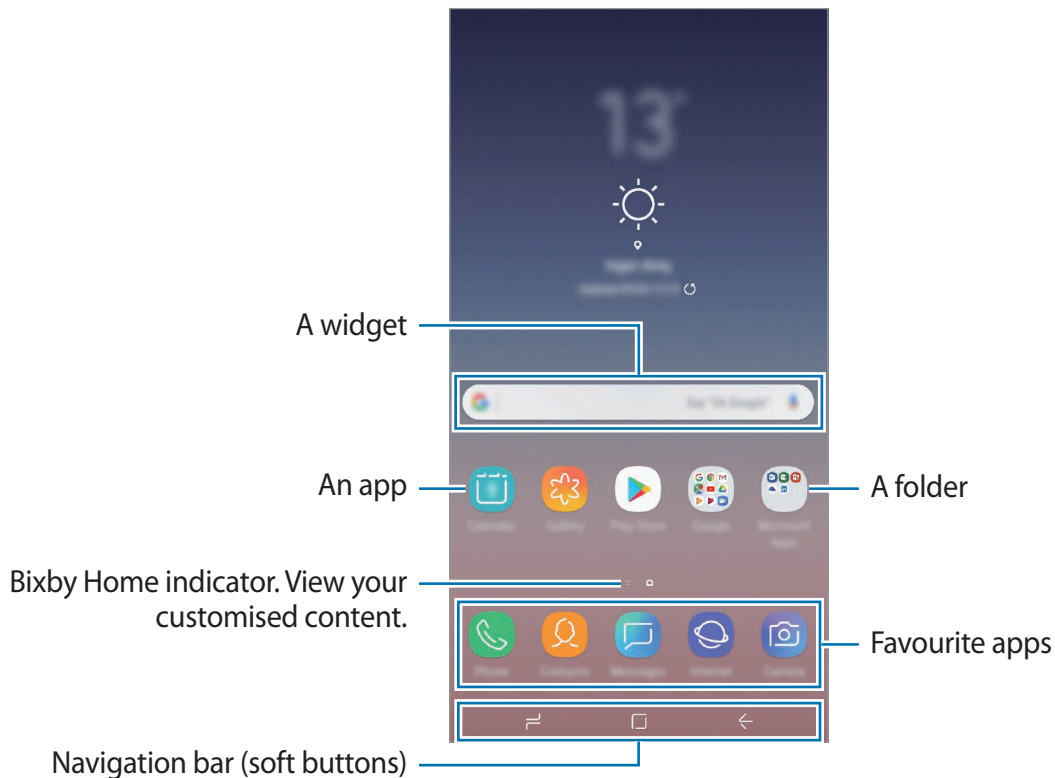 13°
A widget
An app
A folder
Calendar
Gallery
Play Store
Google
Microsoft
Apps
Bixby Home indicator. View your
customised content.
Favourite apps
Phone
Contacts
Messages
Internet
Camera
Navigation bar (soft buttons)